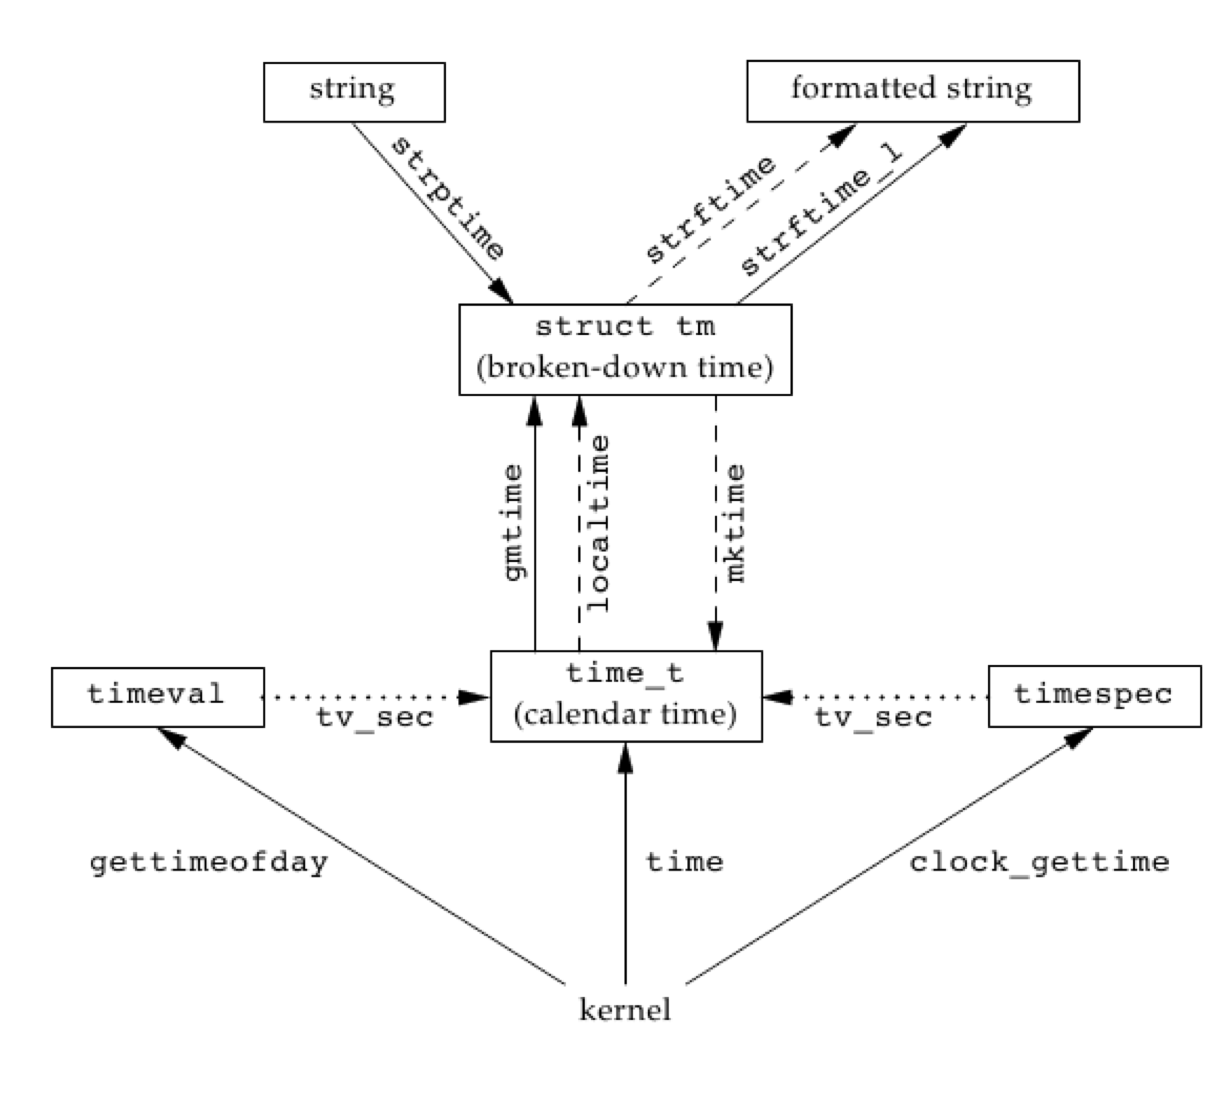 string
formatted string
strptime
strftime
strftime_l
struct tm
(broken-down time)
gmtime
localtime
mktime
timeval
tv_sec
time_t
(calendar time)
tv_sec
timespec
gettimeofday
time
clock_gettime
kernel